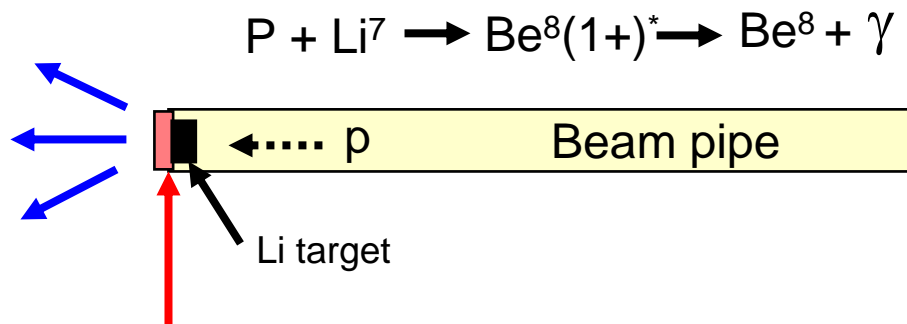 P + Li⁷ → Be⁸(1+)* → Be⁸ + γ
p Beam pipe
Li target